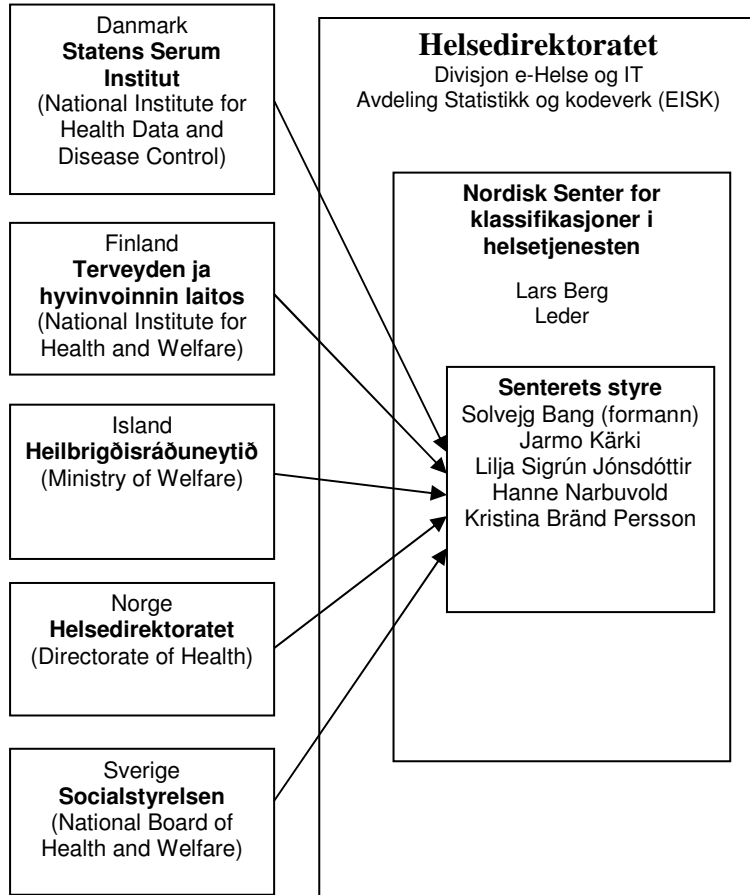 Danmark
Statens Serum
Institut
(National Institute for
Health Data and
Disease Control)
Finland
Terveyden ja
hyvinvoinnin laitos
(National Institute for
Health and Welfare)
Island
Heilbrigðisráðuneytið
(Ministry of Welfare)
Norge
Helsedirektoratet
(Directorate of Health)
Sverige
Socialstyrelsen
(National Board of
Health and Welfare)
Helsedirektoratet
Divisjon e-Helse og IT
Avdeling Statistikk og kodeverk (EISK)
Nordisk Senter for
klassifikasjoner i
helsetjenesten
Lars Berg
Leder
Senterets styre
Solvejg Bang (formann)
Jarmo Kärki
Lilja Sigrún Jónsdóttir
Hanne Narbuvold
Kristina Bränd Persson